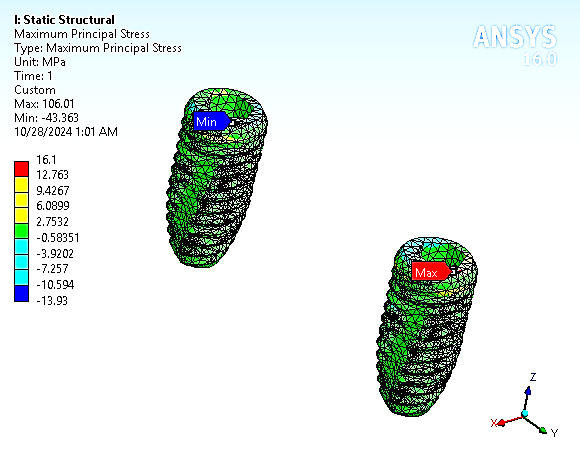 I: Static Structural
Maximum Principal Stress
Type: Maximum Principal Stress
Unit: MPa
Time: 1
Custom
Max: 106.01
Min: -43.363
10/28/2024 1:01 AM
ANSYS
16.0
16.1
12.763
9.4267
6.0899
2.7532
-0.58351
-3.9202
-7.257
-10.594
-13.93
Min
Max
Z
X
Y